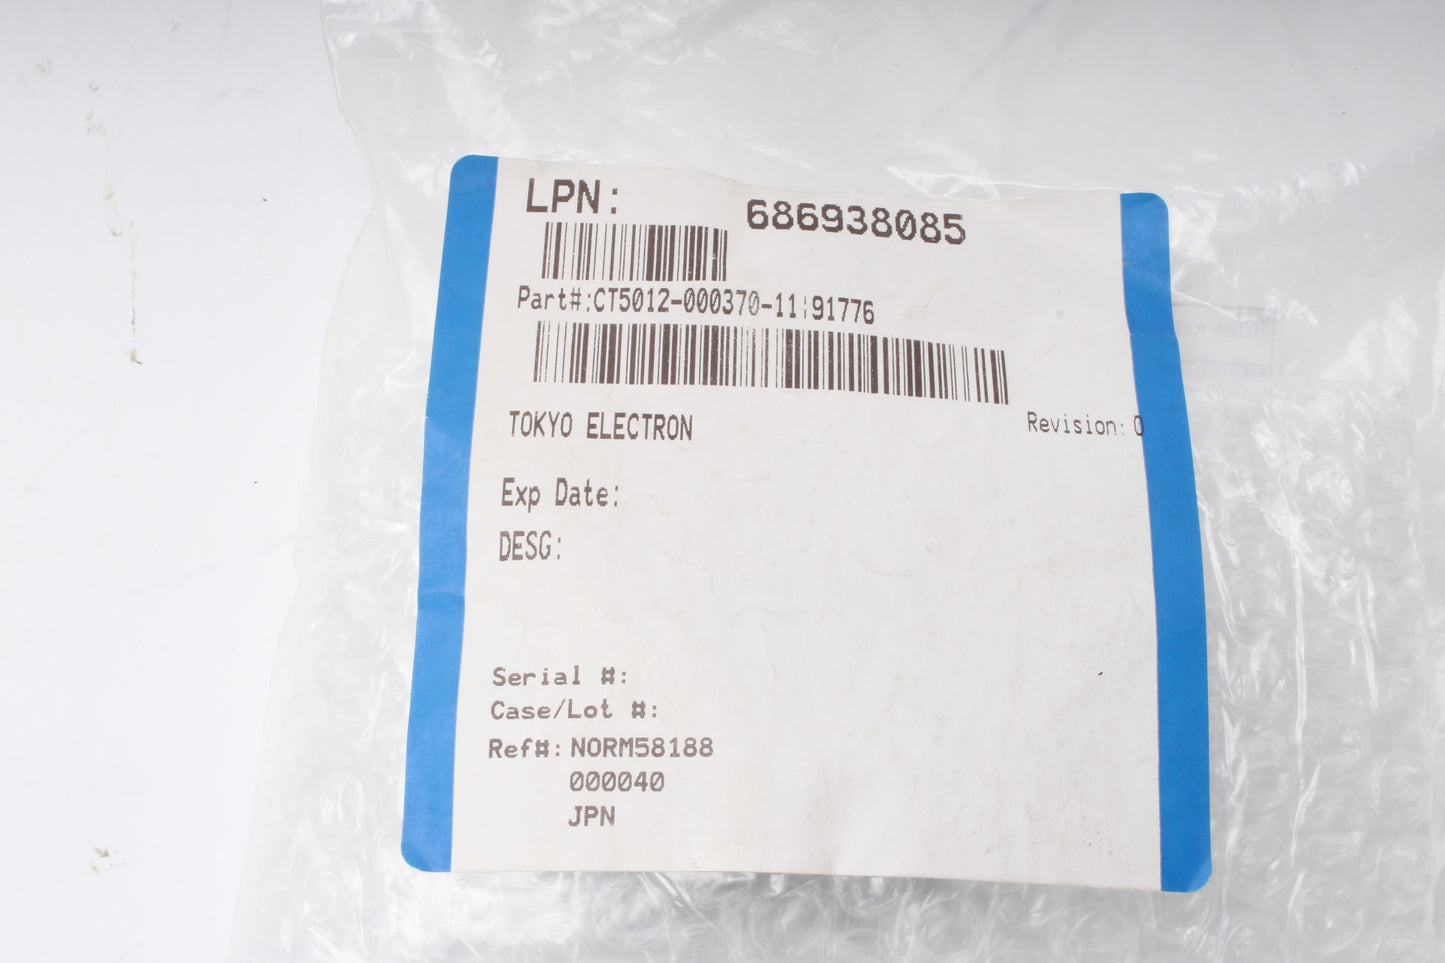 LPN: 686938085
Part#:CT5012-000370-11:91776
TOKYO ELECTRON Revision: 0
Exp Date:
DESG:
Serial #:
Case/Lot #:
Ref#: NORM58188
000040
JPN